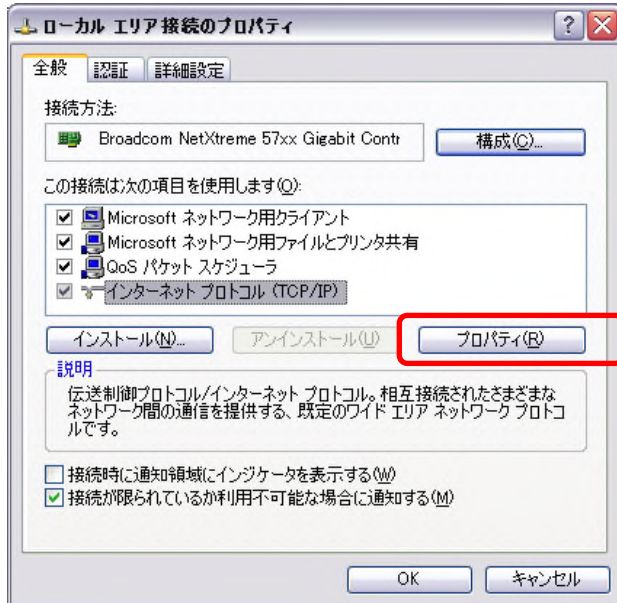 ローカル エリア接続のプロパティ
全般 認証 詳細設定
接続方法:
Broadcom NetXtreme 57xx Gigabit Contr 構成(C)...
この接続は次の項目を使用します(O):
Microsoft ネットワーク用クライアント
Microsoft ネットワーク用ファイルとプリンタ共有
QoS パケット スケジューラ
インターネット プロトコル (TCP/IP)
インストール(N)... アンインストール(U) プロパティ(R)
説明
伝送制御プロトコル/インターネット プロトコル。相互接続されたさまざまな
ネットワーク間の通信を提供する、既定のワイド エリア ネットワーク プロトコ
ルです。
接続時に通知領域にインジケータを表示する(W)
接続が限られているか利用不可能な場合に通知する(M)
OK キャンセル